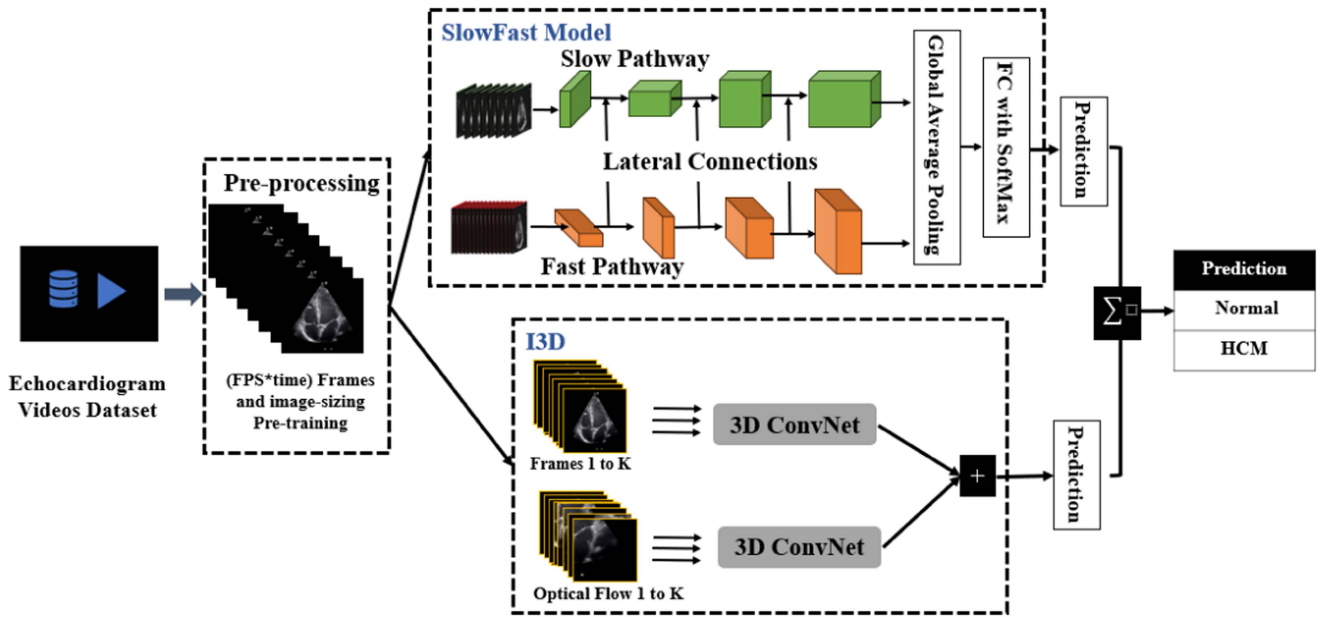 Echocardiogram
Videos Dataset
Pre-processing
(FPS*time) Frames
and image-sizing
Pre-training
SlowFast Model
Slow Pathway
Lateral Connections
Fast Pathway
Global Average Pooling
FC with SoftMax
Prediction
I3D
Frames 1 to K
3D ConvNet
Optical Flow 1 to K
3D ConvNet
+
Prediction
∑□
Prediction
Normal
HCM